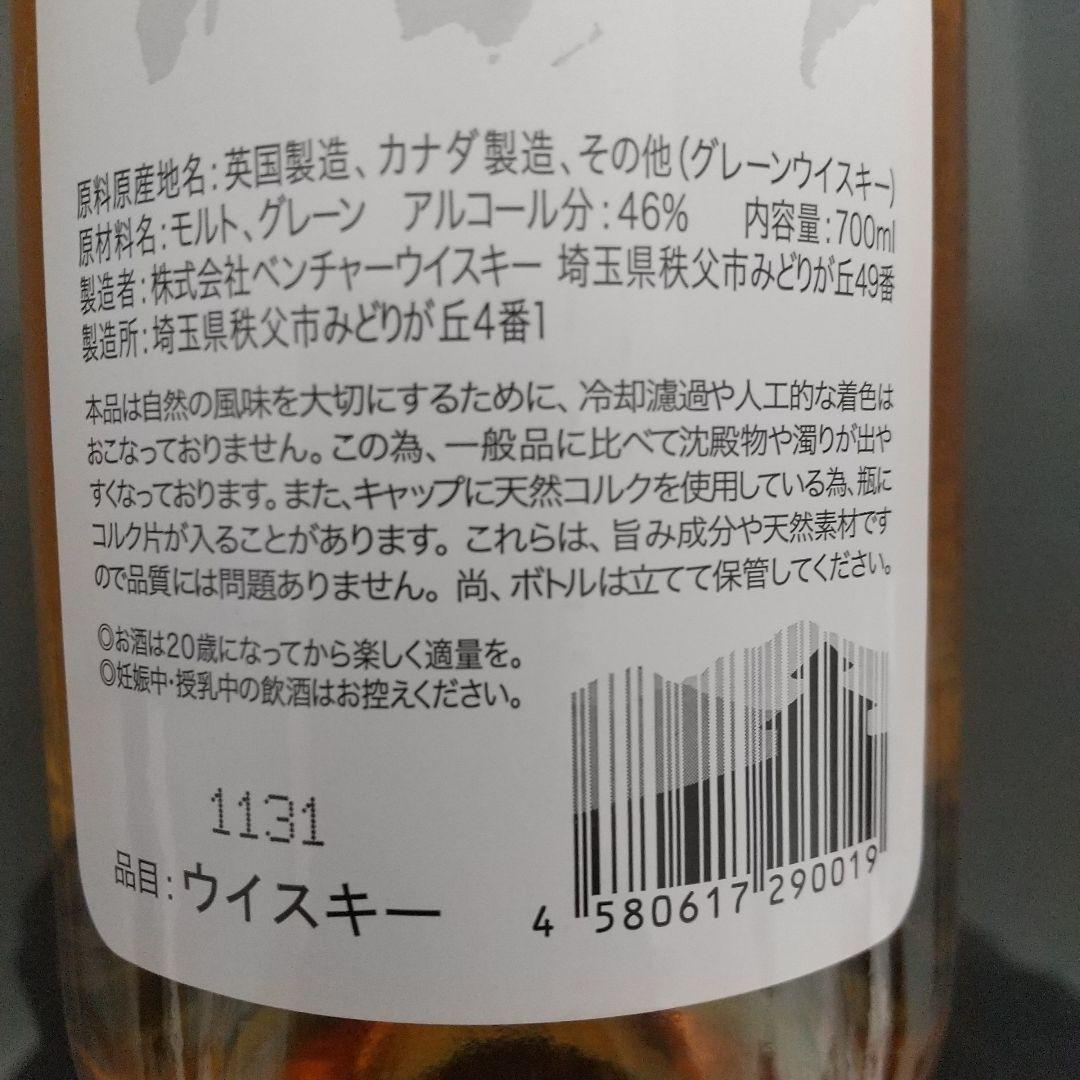 原料原産地名：英国製造、カナダ製造、その他（グレーンウイスキー）
原材料名：モルト、グレーン　アルコール分：46%　内容量：700ml
製造者：株式会社ベンチャーウイスキー 埼玉県秩父市みどりが丘49番
製造所：埼玉県秩父市みどりが丘4番1
本品は自然の風味を大切にするために、冷却濾過や人工的な着色は
おこなっておりません。この為、一般品に比べて沈殿物や濁りが出や
すくなっております。また、キャップに天然コルクを使用している為、瓶に
コルク片が入ることがあります。これらは、旨み成分や天然素材です
ので品質には問題ありません。尚、ボトルは立てて保管してください。
◎お酒は20歳になってから楽しく適量を。
◎妊娠中・授乳中の飲酒はお控えください。
1131
品目：ウイスキー
4 580617 290019